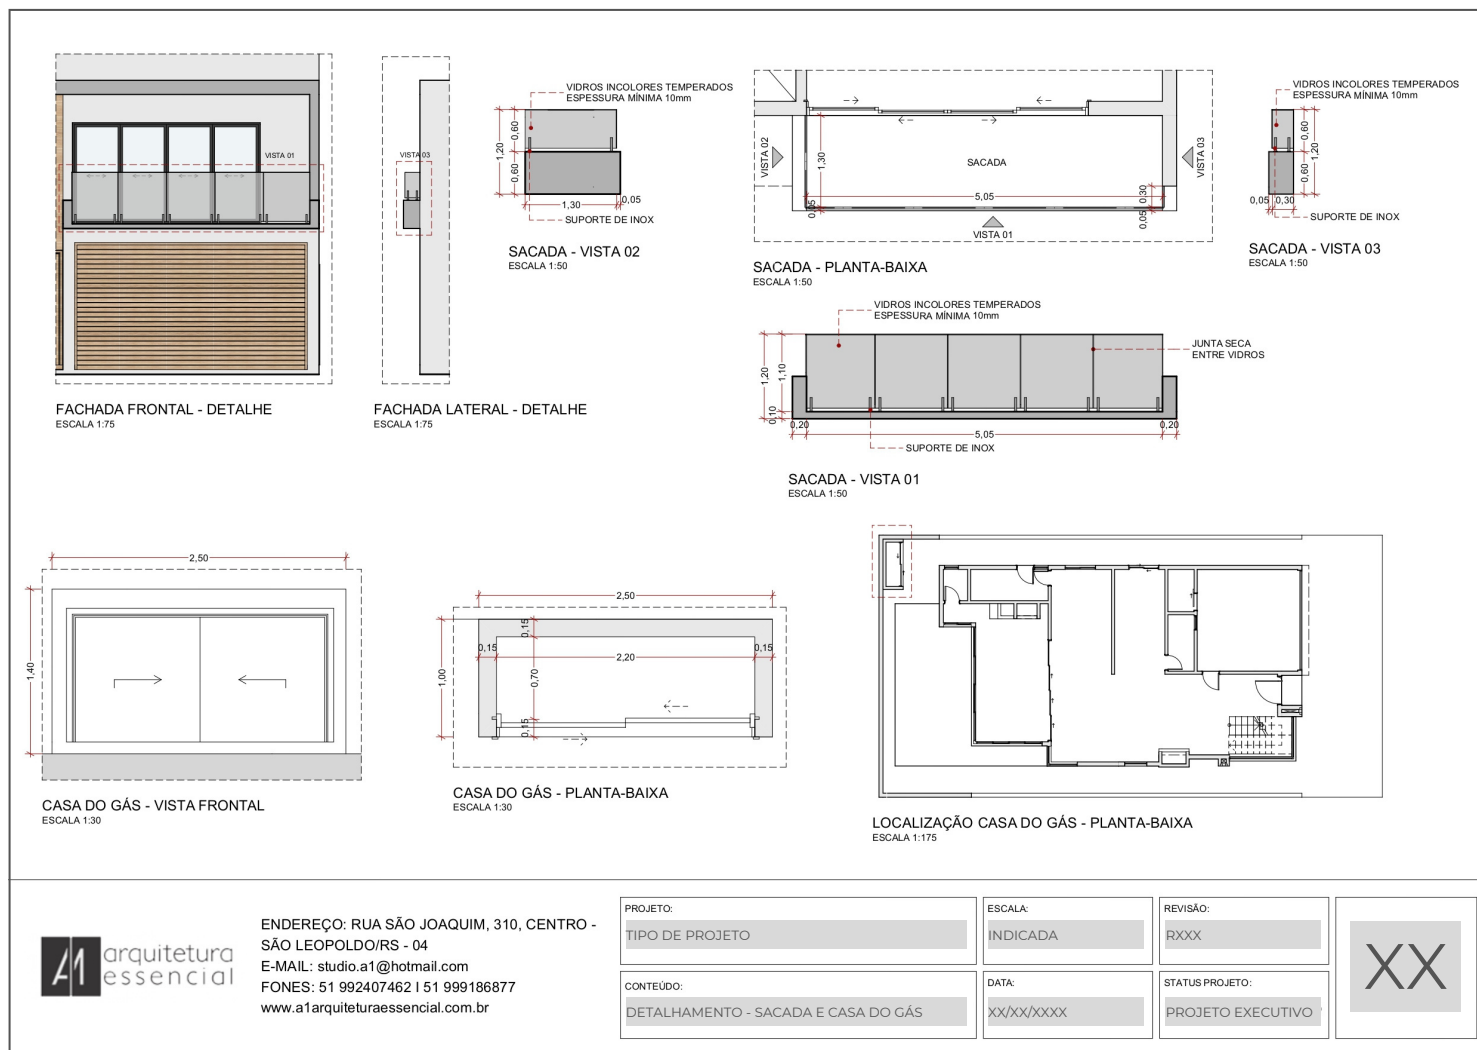 VISTA 01
FACHADA FRONTAL - DETALHE
ESCALA 1:75
VISTA 03
FACHADA LATERAL - DETALHE
ESCALA 1:75
VIDROS INCOLORES TEMPERADOS
ESPESSURA MÍNIMA 10mm
1,20
0,60
0,60
1,30
0,05
SUPORTE DE INOX
SACADA - VISTA 02
ESCALA 1:50
VISTA 02
1,30
SACADA
VISTA 03
5,05
0,30
0,05
0,05
VISTA 01
SACADA - PLANTA-BAIXA
ESCALA 1:50
VIDROS INCOLORES TEMPERADOS
ESPESSURA MÍNIMA 10mm
0,60
1,20
0,60
0,05
0,30
SUPORTE DE INOX
SACADA - VISTA 03
ESCALA 1:50
VIDROS INCOLORES TEMPERADOS
ESPESSURA MÍNIMA 10mm
JUNTA SECA
ENTRE VIDROS
1,20
1,10
0,10
0,20
5,05
0,20
SUPORTE DE INOX
SACADA - VISTA 01
ESCALA 1:50
2,50
1,40
CASA DO GÁS - VISTA FRONTAL
ESCALA 1:30
2,50
0,15
0,15
2,20
0,15
1,00
0,70
0,15
CASA DO GÁS - PLANTA-BAIXA
ESCALA 1:30
LOCALIZAÇÃO CASA DO GÁS - PLANTA-BAIXA
ESCALA 1:175
A1 arquitetura
essencial
ENDEREÇO: RUA SÃO JOAQUIM, 310, CENTRO -
SÃO LEOPOLDO/RS - 04
E-MAIL: studio.a1@hotmail.com
FONES: 51 992407462 I 51 999186877
www.a1arquiteturaessencial.com.br
PROJETO:
TIPO DE PROJETO
ESCALA:
INDICADA
REVISÃO:
RXXX
CONTEÚDO:
DETALHAMENTO - SACADA E CASA DO GÁS
DATA:
XX/XX/XXXX
STATUS PROJETO:
PROJETO EXECUTIVO
XX